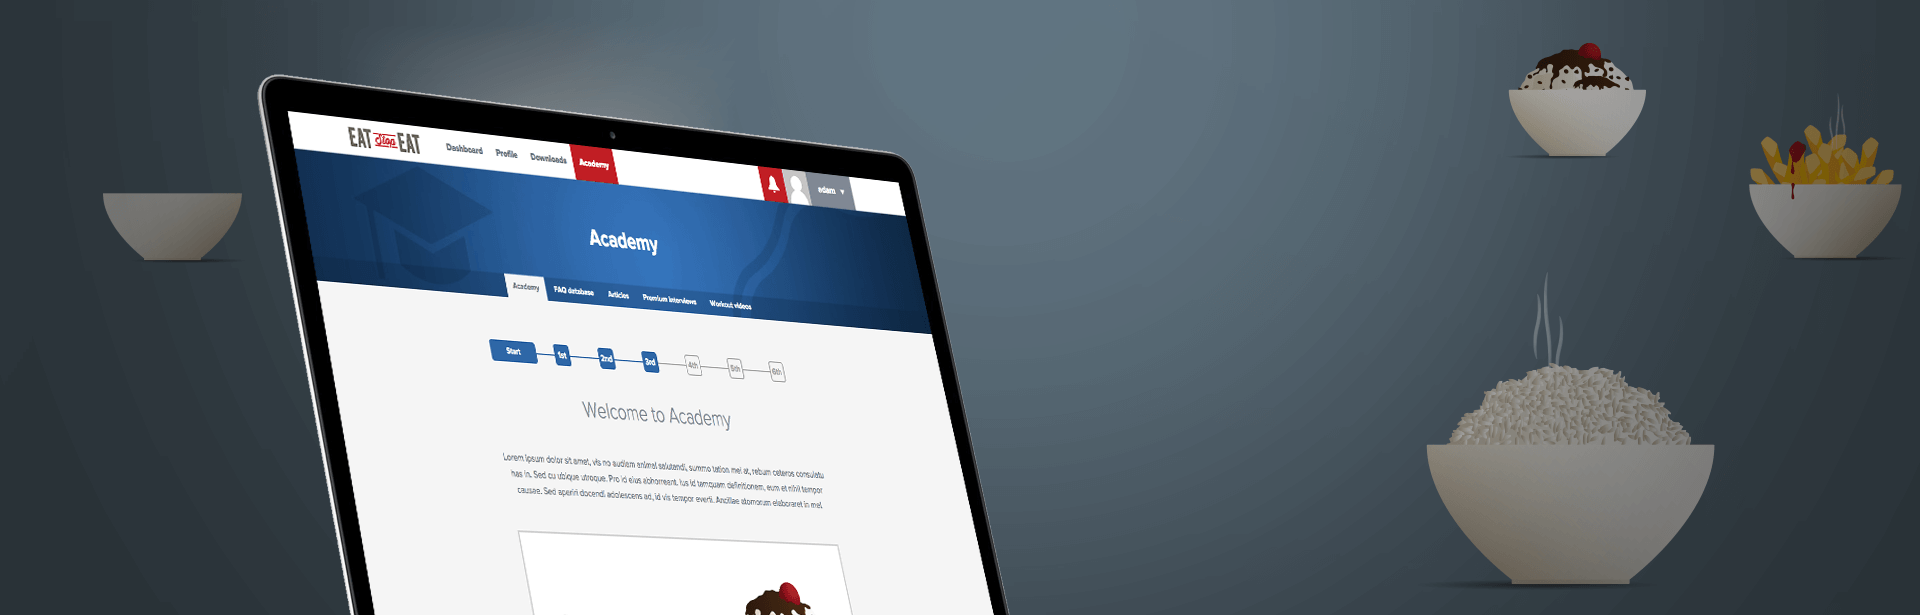 EAT Stop EAT
Dashboard Profile Downloads Academy
edam
Academy
Academy FAQ database Articles Premium Interviews Workout videos
Start 1st 2nd 3rd 4th 5th 6th
Welcome to Academy
Lorem ipsum dolor sit amet, vis no audiam animal salutandi, summo tation mei at, rebum ceteros consulatu
has in. Sed cu ubique utroque. Pro id eius abhorreant. Ius id tamquam definitionem, eum et nihil tempor
causae. Sed aperiri docendi adolescens ad, id vis tempor everti. Ancillae atomorum elaboraret in mel.